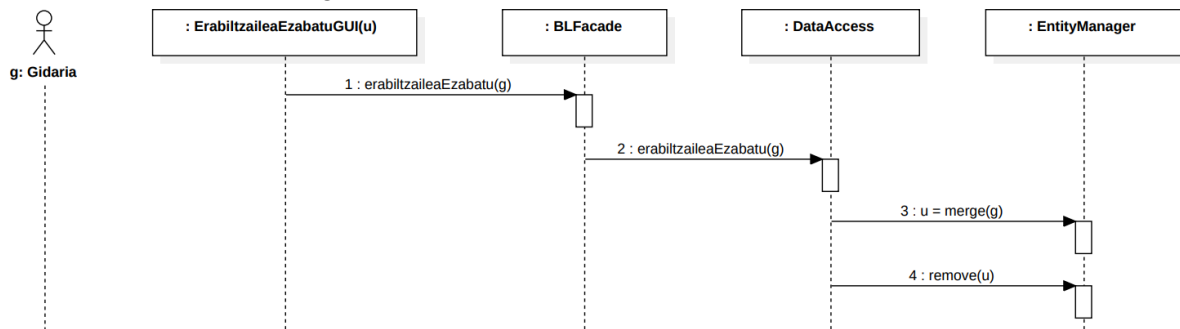 : ErabiltzaileaEzabatuGUI(u)
: BLFacade
: DataAccess
: EntityManager
g: Gidaria
1 : erabiltzaileaEzabatu(g)
2 : erabiltzaileaEzabatu(g)
3 : u = merge(g)
4 : remove(u)